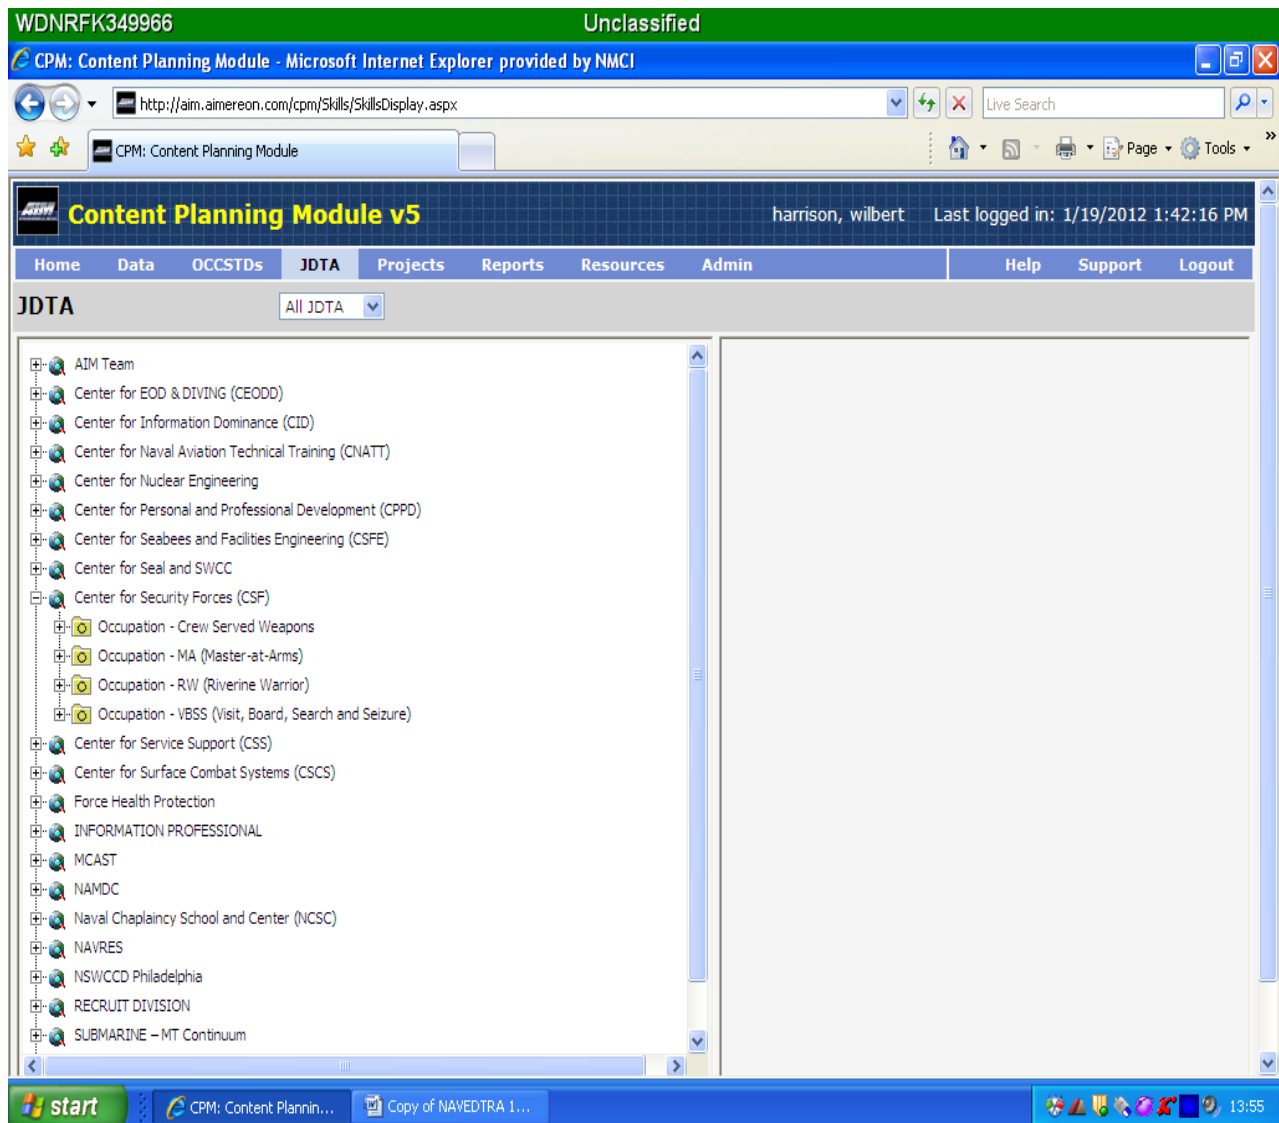 WDNRFK349966 Unclassified
CPM: Content Planning Module - Microsoft Internet Explorer provided by NMCI
http://aim.aimereon.com/cpm/Skills/SkillsDisplay.aspx Live Search
CPM: Content Planning Module Page Tools »
AIM Content Planning Module v5 harrison, wilbert Last logged in: 1/19/2012 1:42:16 PM
Home Data OCCSTDs JDTA Projects Reports Resources Admin Help Support Logout
JDTA All JDTA
AIM Team
Center for EOD & DIVING (CEODD)
Center for Information Dominance (CID)
Center for Naval Aviation Technical Training (CNATT)
Center for Nuclear Engineering
Center for Personal and Professional Development (CPPD)
Center for Seabees and Facilities Engineering (CSFE)
Center for Seal and SWCC
Center for Security Forces (CSF)
Occupation - Crew Served Weapons
Occupation - MA (Master-at-Arms)
Occupation - RW (Riverine Warrior)
Occupation - VBSS (Visit, Board, Search and Seizure)
Center for Service Support (CSS)
Center for Surface Combat Systems (CSCS)
Force Health Protection
INFORMATION PROFESSIONAL
MCAST
NAMDC
Naval Chaplaincy School and Center (NCSC)
NAVRES
NSWCCD Philadelphia
RECRUIT DIVISION
SUBMARINE – MT Continuum
start CPM: Content Plannin... Copy of NAVEDTRA 1... 13:55